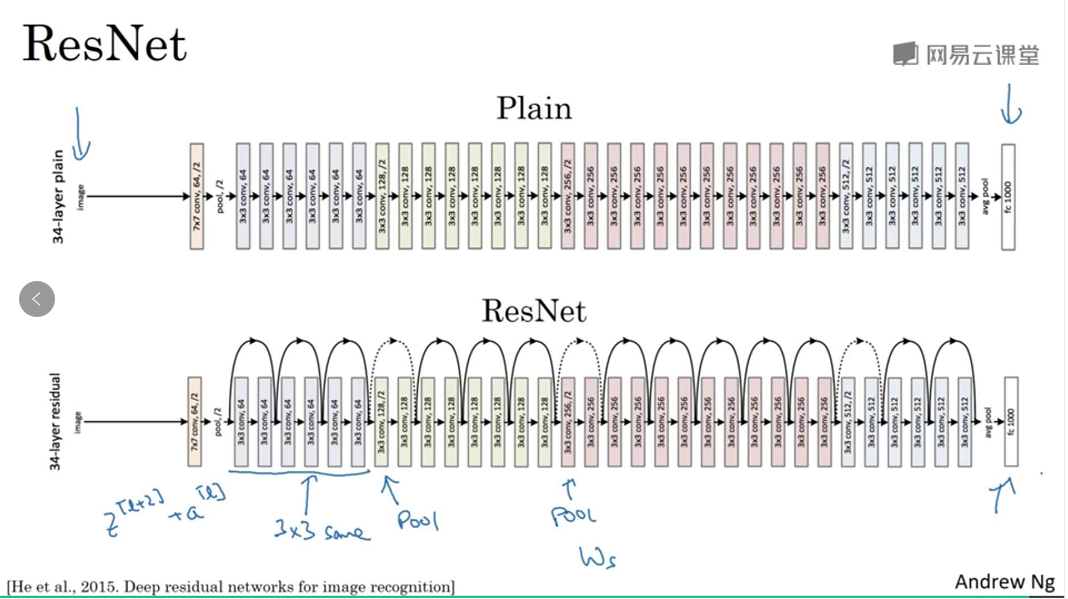 ResNet
网易云课堂
Plain
34-layer plain
image
7x7 conv, 64, /2
pool, /2
3x3 conv, 64
3x3 conv, 64
3x3 conv, 64
3x3 conv, 64
3x3 conv, 64
3x3 conv, 64
3x3 conv, 128, /2
3x3 conv, 128
3x3 conv, 128
3x3 conv, 128
3x3 conv, 128
3x3 conv, 128
3x3 conv, 128
3x3 conv, 128
3x3 conv, 256, /2
3x3 conv, 256
3x3 conv, 256
3x3 conv, 256
3x3 conv, 256
3x3 conv, 256
3x3 conv, 256
3x3 conv, 256
3x3 conv, 256
3x3 conv, 256
3x3 conv, 256
3x3 conv, 256
3x3 conv, 512, /2
3x3 conv, 512
3x3 conv, 512
3x3 conv, 512
3x3 conv, 512
3x3 conv, 512
avg pool
fc 1000
ResNet
34-layer residual
image
7x7 conv, 64, /2
pool, /2
3x3 conv, 64
3x3 conv, 64
3x3 conv, 64
3x3 conv, 64
3x3 conv, 64
3x3 conv, 64
3x3 conv, 128, /2
3x3 conv, 128
3x3 conv, 128
3x3 conv, 128
3x3 conv, 128
3x3 conv, 128
3x3 conv, 128
3x3 conv, 128
3x3 conv, 256, /2
3x3 conv, 256
3x3 conv, 256
3x3 conv, 256
3x3 conv, 256
3x3 conv, 256
3x3 conv, 256
3x3 conv, 256
3x3 conv, 256
3x3 conv, 256
3x3 conv, 256
3x3 conv, 256
3x3 conv, 512, /2
3x3 conv, 512
3x3 conv, 512
3x3 conv, 512
3x3 conv, 512
3x3 conv, 512
avg pool
fc 1000
z^[l+2] + a^[l]
3x3 same
Pool
Pool
Ws
[He et al., 2015. Deep residual networks for image recognition]
Andrew Ng